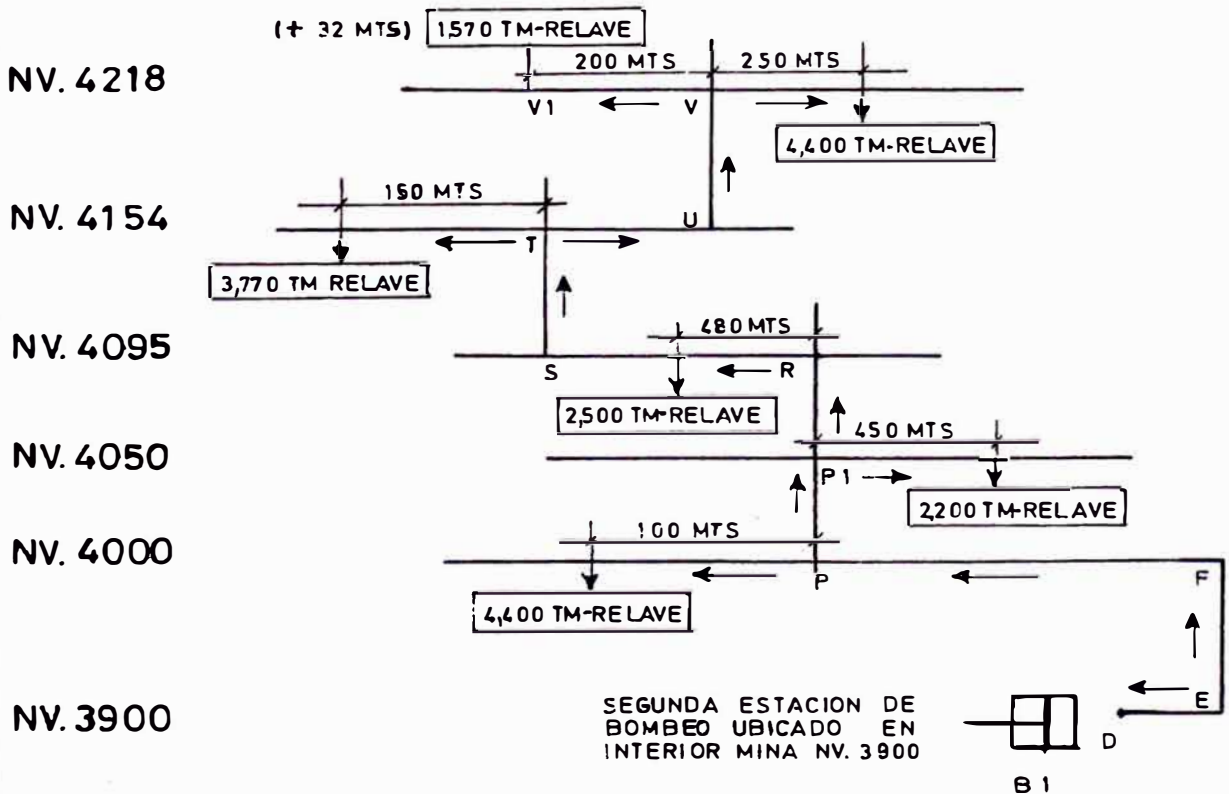 (+ 32 MTS) 1,570 TM-RELAVE
NV. 4218
200 MTS 250 MTS
V1 V
4,400 TM-RELAVE
NV. 4154
150 MTS
T U
3,770 TM RELAVE
NV. 4095
480 MTS
S R
2,500 TM-RELAVE
NV. 4050
450 MTS
P1
2,200 TM-RELAVE
NV. 4000
100 MTS
P F
4,400 TM-RELAVE
NV. 3900
SEGUNDA ESTACION DE
BOMBEO UBICADO EN
INTERIOR MINA NV. 3900
E
D
B1